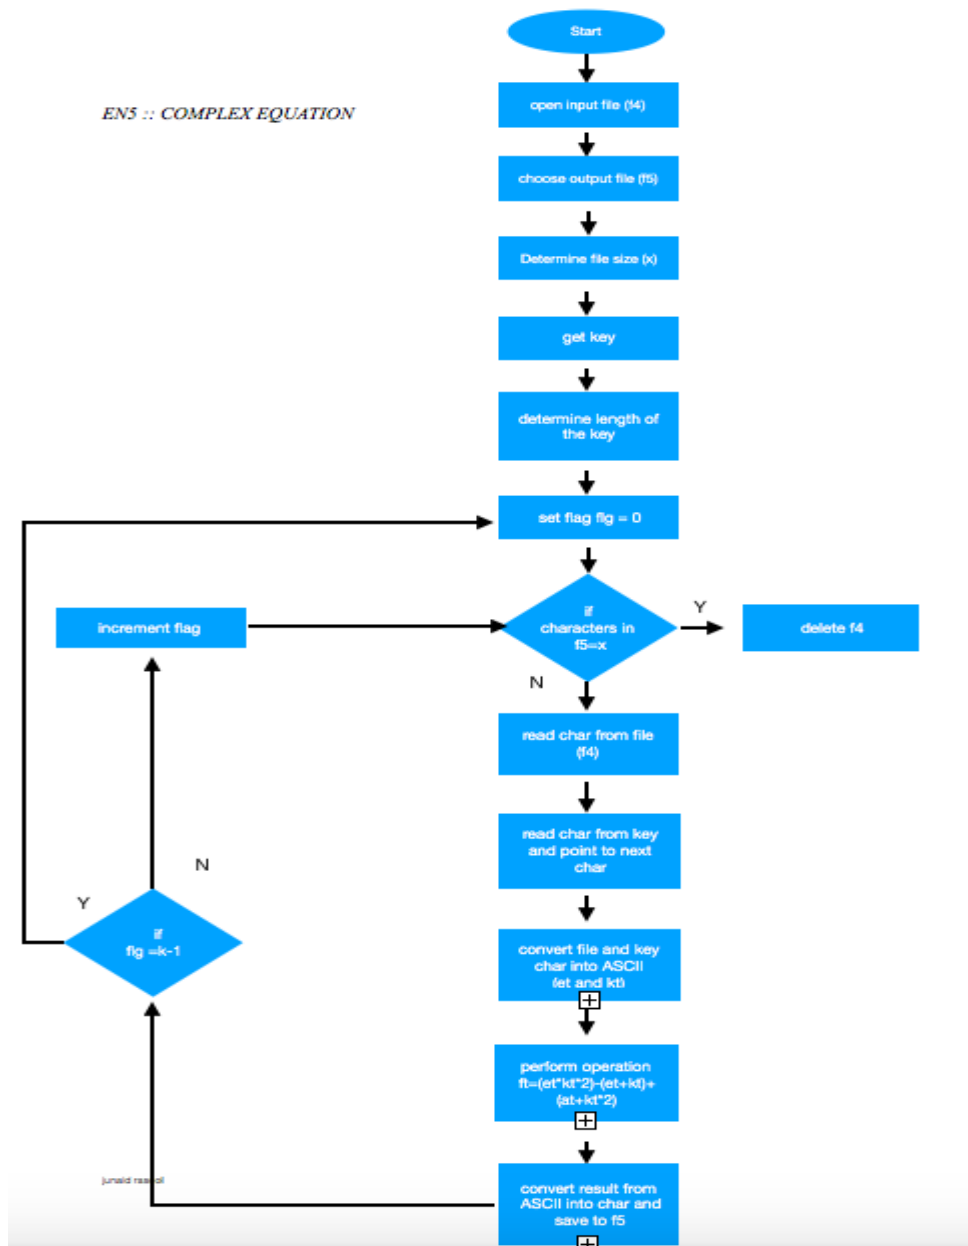 Start
open input file (f4)
EN5 :: COMPLEX EQUATION
choose output file (f5)
Determine file size (x)
get key
determine length of
the key
set flag flg = 0
if
characters in
f5=x
Y
delete f4
increment flag
N
read char from file
(f4)
read char from key
and point to next
char
N
Y
if
flg =k-1
convert file and key
char into ASCII
(et and kt)
perform operation
ft=(et*kt*2)-(et+kt)+
(at+kt*2)
convert result from
ASCII into char and
save to f5
junaid